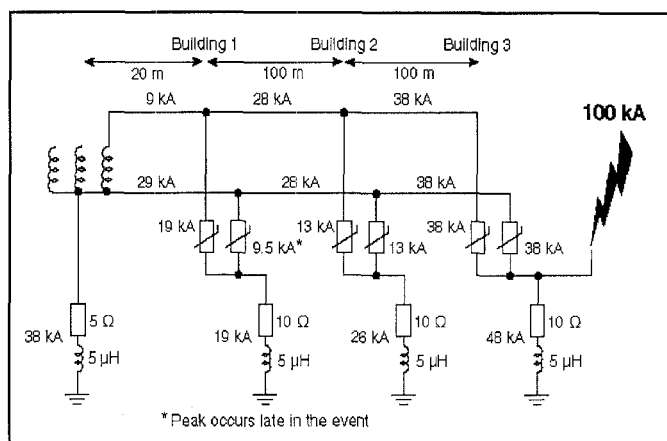 Building 1
Building 2
Building 3
20 m
100 m
100 m
9 kA
28 kA
38 kA
100 kA
29 kA
28 kA
38 kA
19 kA
9.5 kA*
13 kA
13 kA
38 kA
38 kA
5 Ω
10 Ω
10 Ω
10 Ω
38 kA
19 kA
26 kA
48 kA
5 µH
5 µH
5 µH
5 µH
* Peak occurs late in the event